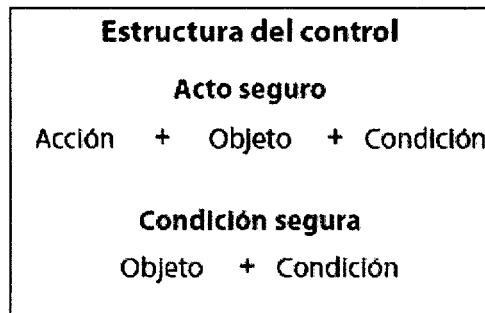 Estructura del control
Acto seguro
Acción + Objeto + Condición
Condición segura
Objeto + Condición